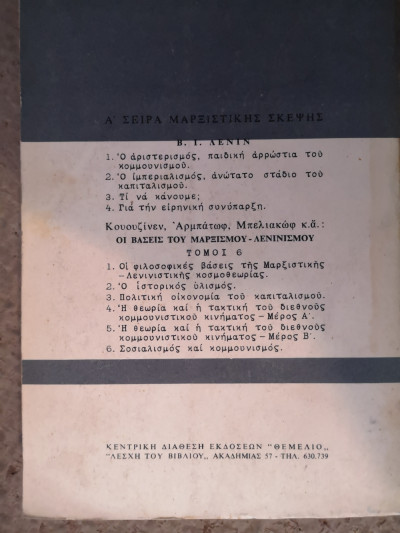 Α΄ ΣΕΙΡΑ ΜΑΡΞΙΣΤΙΚΗΣ ΣΚΕΨΗΣ
Β. Ι. ΛΕΝΙΝ
1. Ὁ ἀριστερισμός, παιδική ἀρρώστια τοῦ
κομμουνισμοῦ.
2. Ὁ ἰμπεριαλισμός, ἀνώτατο στάδιο τοῦ
καπιταλισμοῦ.
3. Τί νά κάνουμε;
4. Γιά τήν εἰρηνική συνύπαρξη.
Κουουζίνεν, Ἀρμπάτωφ, Μπελιακώφ κ.ἄ.:
ΟΙ ΒΑΣΕΙΣ ΤΟΥ ΜΑΡΞΙΣΜΟΥ-ΛΕΝΙΝΙΣΜΟΥ
ΤΟΜΟΙ 6
1. Οἱ φιλοσοφικές βάσεις τῆς Μαρξιστικῆς
-Λενινιστικῆς κοσμοθεωρίας.
2. Ὁ ἱστορικός ὑλισμός.
3. Πολιτική οἰκονομία τοῦ καπιταλισμοῦ.
4. Ἡ θεωρία καί ἡ τακτική τοῦ διεθνοῦς
κομμουνιστικοῦ κινήματος – Μέρος Α΄.
5. Ἡ θεωρία καί ἡ τακτική τοῦ διεθνοῦς
κομμουνιστικοῦ κινήματος – Μέρος Β΄.
6. Σοσιαλισμός καί κομμουνισμός.
ΚΕΝΤΡΙΚΗ ΔΙΑΘΕΣΗ ΕΚΔΟΣΕΩΝ "ΘΕΜΕΛΙΟ„
"ΛΕΣΧΗ ΤΟΥ ΒΙΒΛΙΟΥ„ ΑΚΑΔΗΜΙΑΣ 57 - ΤΗΛ. 630.739